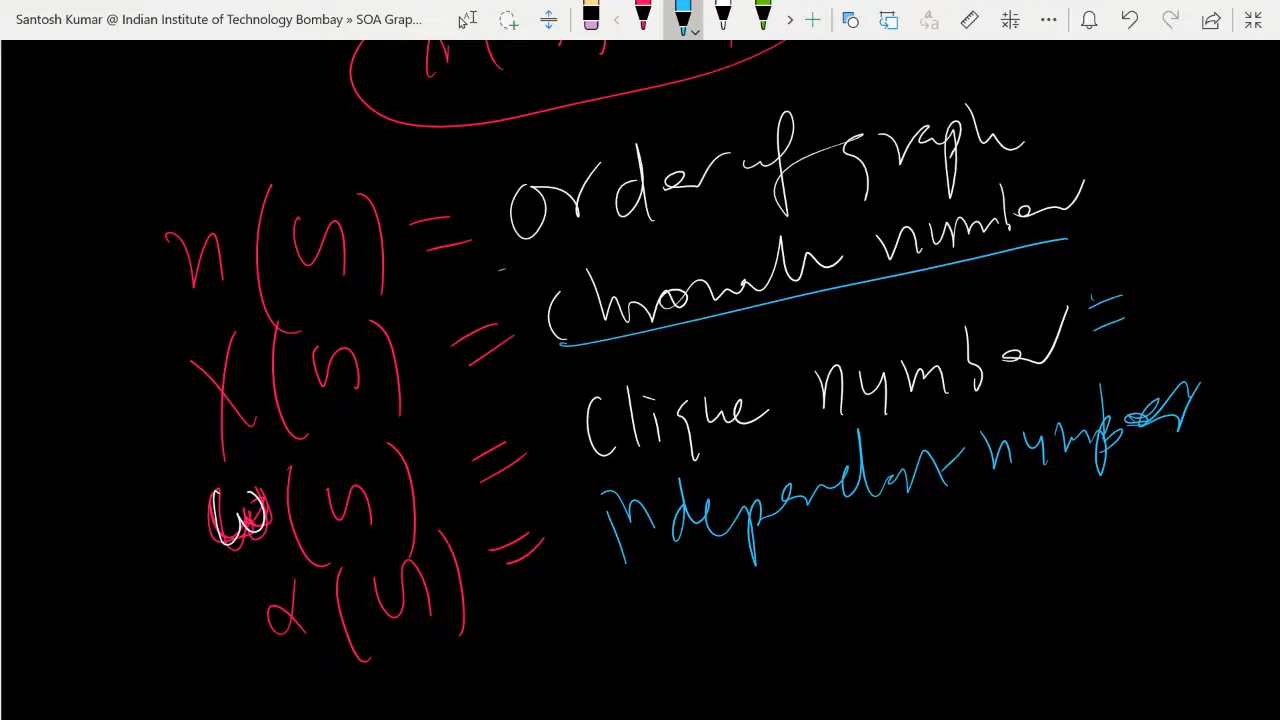 Santosh Kumar @ Indian Institute of Technology Bombay » SOA Grap...
n(G) = order of graph
χ(G) = Chromatic number
ω(G) = Clique number =
α(G) = independent number